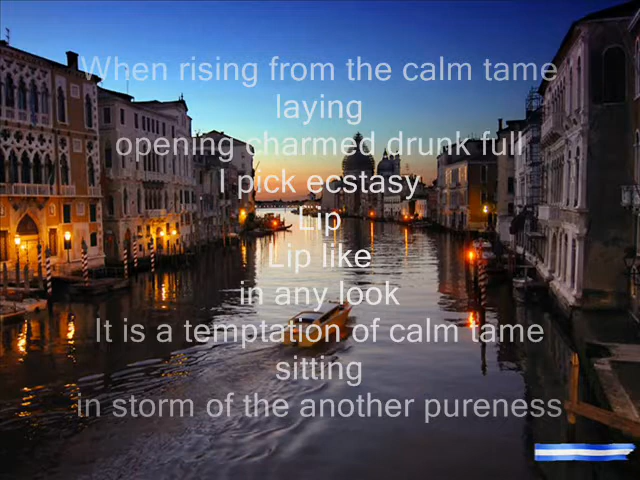 When rising from the calm tame
laying
opening charmed drunk full
I pick ecstasy
Lip
Lip like
in any look
It is a temptation of calm tame
sitting
in storm of the another pureness